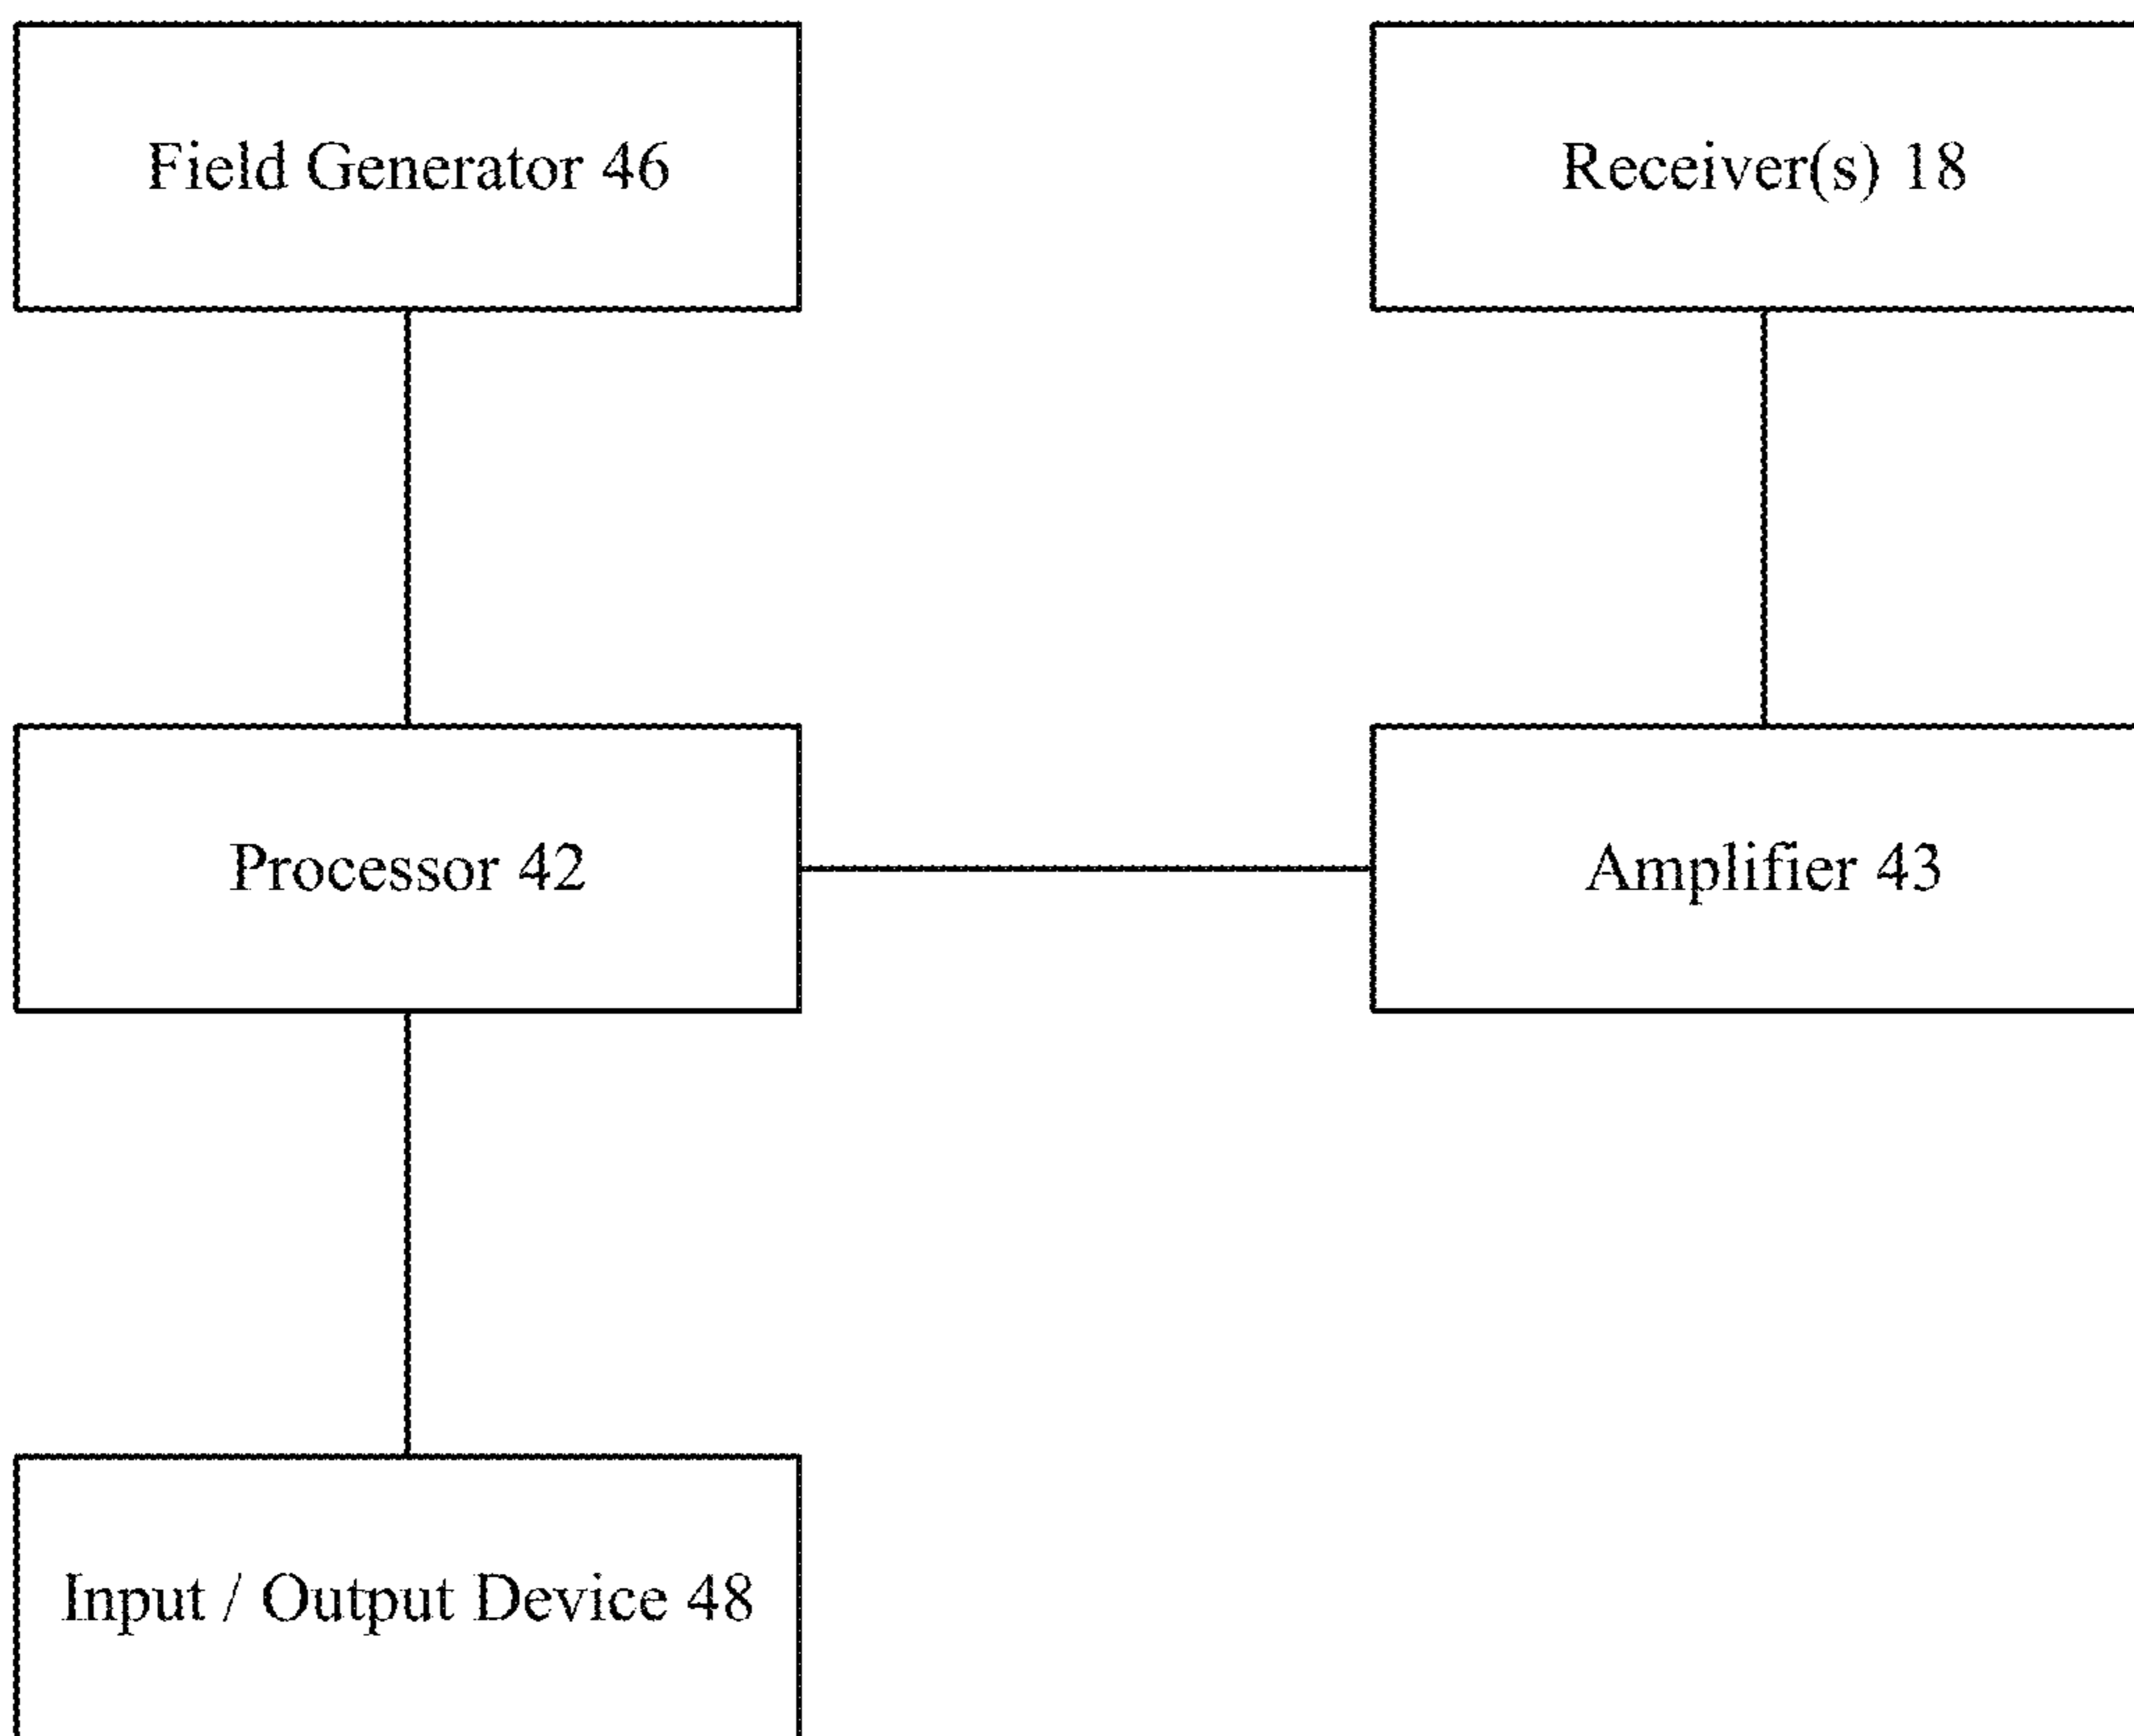 Field Generator 46
Receiver(s) 18
Processor 42
Amplifier 43
Input / Output Device 48